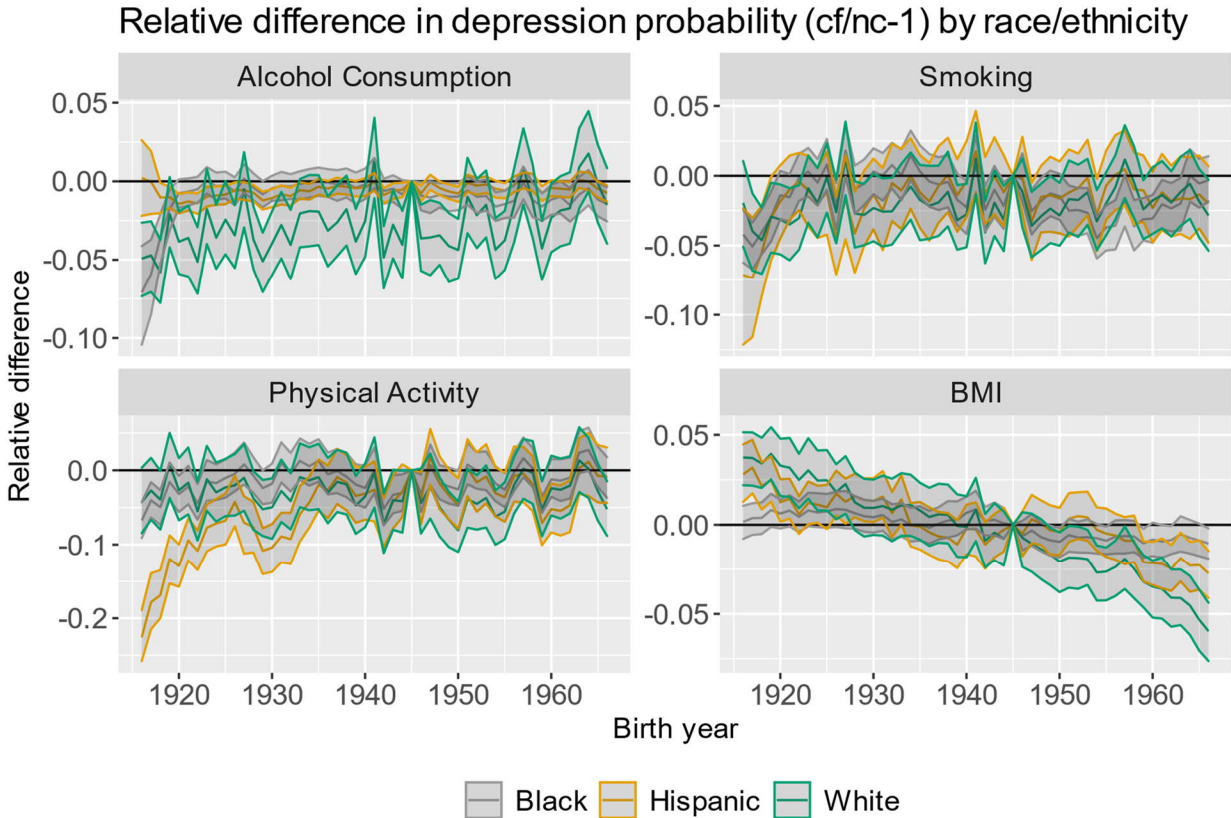 Relative difference in depression probability (cf/nc-1) by race/ethnicity
Alcohol Consumption
Smoking
0.05
0.00
-0.05
-0.10
0.05
0.00
-0.05
-0.10
Relative difference
Physical Activity
BMI
0.0
-0.1
-0.2
0.05
0.00
-0.05
1920 1930 1940 1950 1960
1920 1930 1940 1950 1960
Birth year
Black Hispanic White